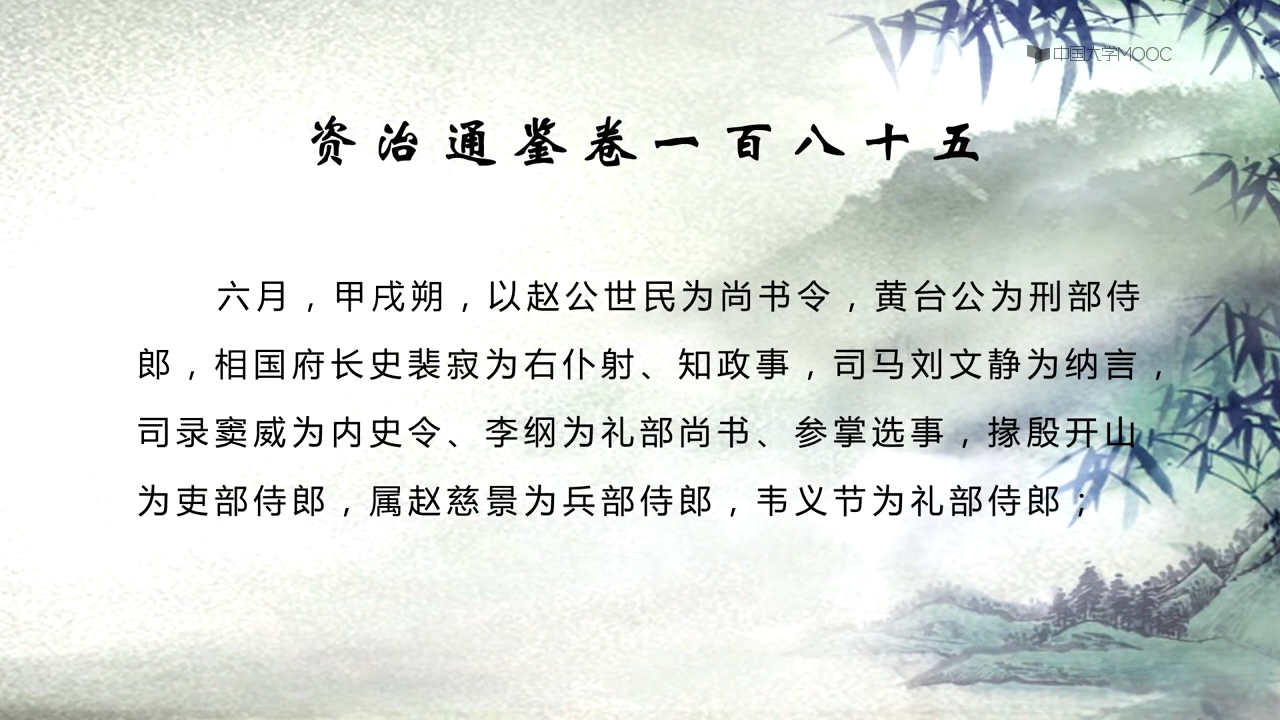 中国大学MOOC
资治通鉴卷一百八十五
六月，甲戌朔，以赵公世民为尚书令，黄台公为刑部侍
郎，相国府长史裴寂为右仆射、知政事，司马刘文静为纳言，
司录窦威为内史令、李纲为礼部尚书、参掌选事，掾殷开山
为吏部侍郎，属赵慈景为兵部侍郎，韦义节为礼部侍郎；